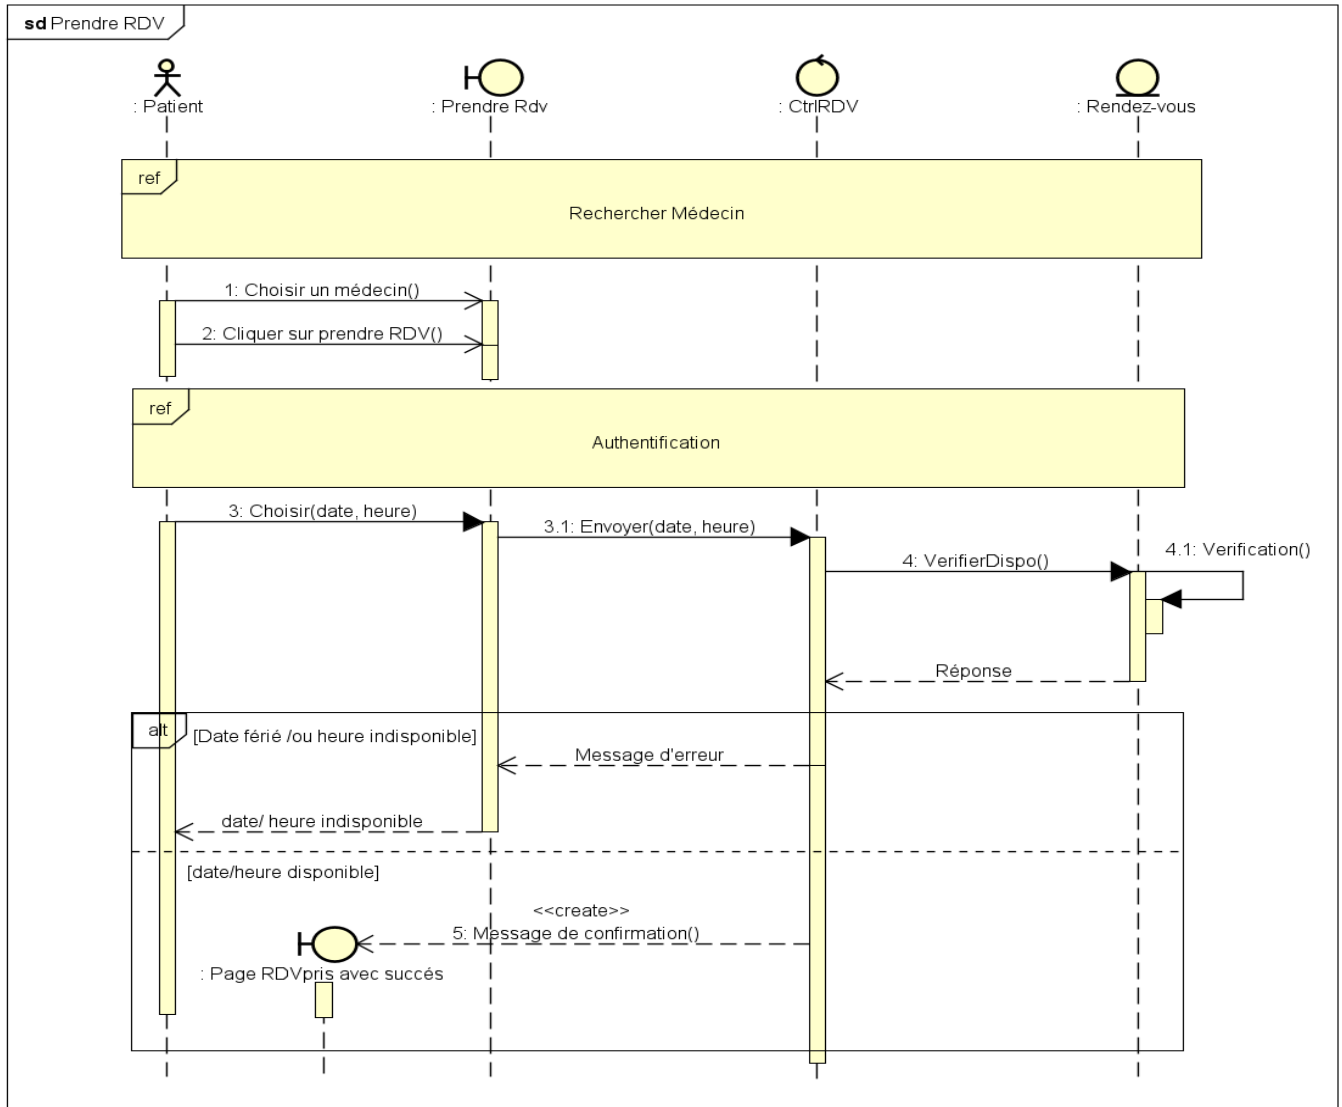 sd Prendre RDV
: Patient
: Prendre Rdv
: CtrlRDV
: Rendez-vous
ref
Rechercher Médecin
1: Choisir un médecin()
2: Cliquer sur prendre RDV()
ref
Authentification
3: Choisir(date, heure)
3.1: Envoyer(date, heure)
4: VerifierDispo()
4.1: Verification()
Réponse
alt
[Date férié /ou heure indisponible]
Message d'erreur
date/ heure indisponible
[date/heure disponible]
<<create>>
5: Message de confirmation()
: Page RDVpris avec succés